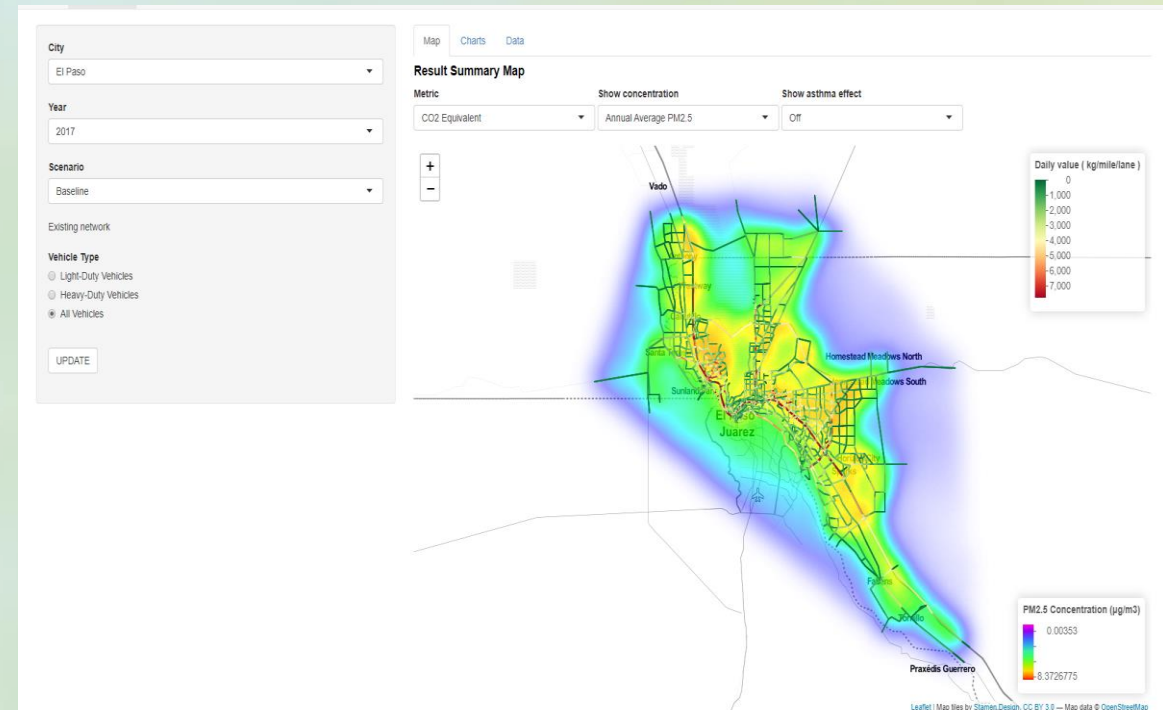 City
El Paso
Year
2017
Scenario
Baseline
Existing network
Vehicle Type
Light-Duty Vehicles
Heavy-Duty Vehicles
All Vehicles
UPDATE
Map Charts Data
Result Summary Map
Metric Show concentration Show asthma effect
CO2 Equivalent Annual Average PM2.5 Off
+
−
Daily value ( kg/mile/lane )
0
1,000
2,000
3,000
4,000
5,000
6,000
7,000
Vado
Homestead Meadows North
Meadows South
Sunland
El Paso
Juarez
Horizon City
Fabens
Tornillo
Praxédis Guerrero
PM2.5 Concentration (µg/m3)
0.00353
8.3726775
Leaflet | Map tiles by Stamen Design, CC BY 3.0 — Map data © OpenStreetMap